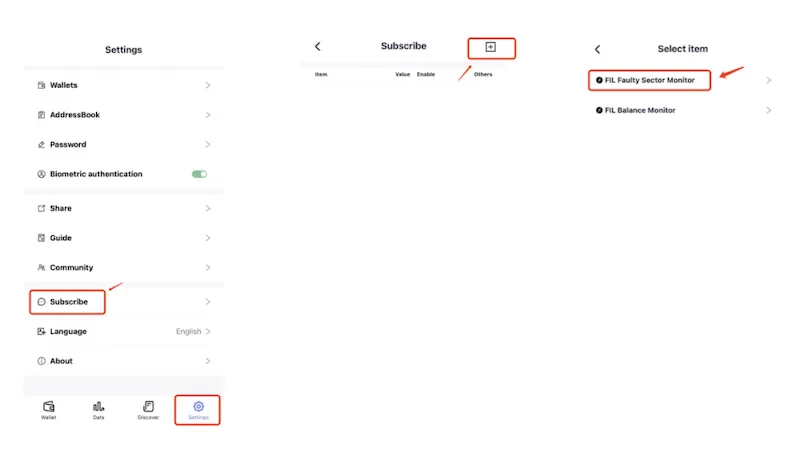 Settings
Wallets
AddressBook
Password
Biometric authentication
Share
Guide
Community
Subscribe
Language English
About
Wallet Data Discover Settings
Subscribe
Item Value Enable Others
Select item
FIL Faulty Sector Monitor
FIL Balance Monitor